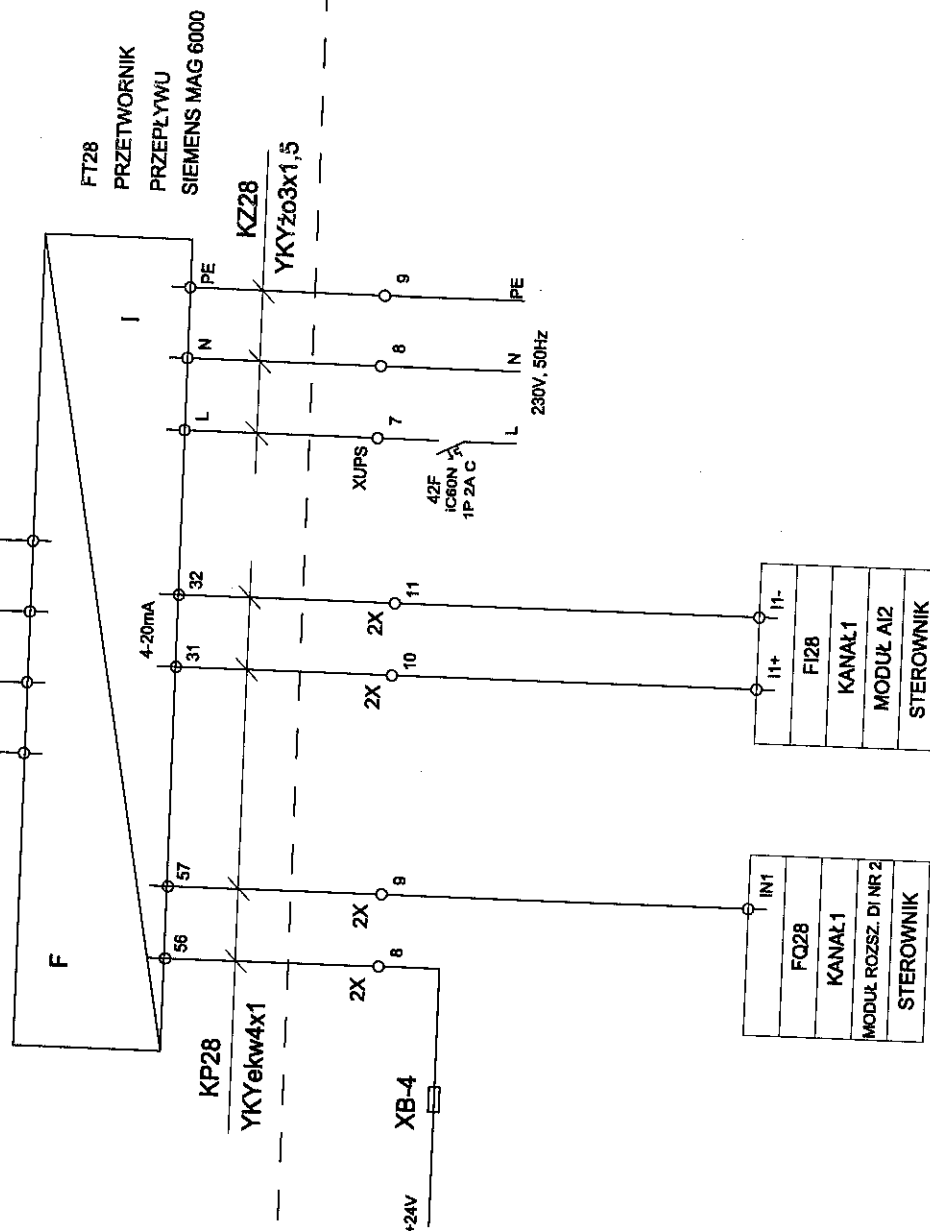 FT28
PRZETWORNIK
PRZEPŁYWU
SIEMENS MAG 6000
F
I
KZ28
YKYżo3x1,5
PE
N
L
4-20mA
32
31
57
56
KP28
YKYekw4x1
XUPS
7
8
9
42F
iC60N
1P 2A C
L
N
PE
230V, 50Hz
2X
11
2X
10
2X
9
2X
8
XB-4
+24V
I1+
I1-
FI28
KANAŁ1
MODUŁ AI2
STEROWNIK
IN1
FQ28
KANAŁ1
MODUŁ ROZSZ. DI NR 2
STEROWNIK